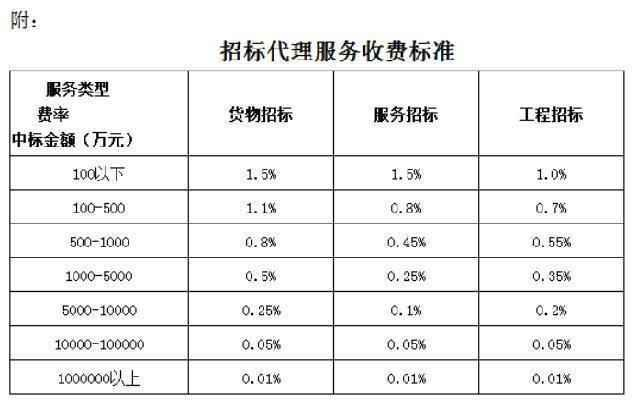 附：
招标代理服务收费标准
服务类型
费率
中标金额（万元） 货物招标 服务招标 工程招标
100以下 1.5% 1.5% 1.0%
100-500 1.1% 0.8% 0.7%
500-1000 0.8% 0.45% 0.55%
1000-5000 0.5% 0.25% 0.35%
5000-10000 0.25% 0.1% 0.2%
10000-100000 0.05% 0.05% 0.05%
1000000以上 0.01% 0.01% 0.01%